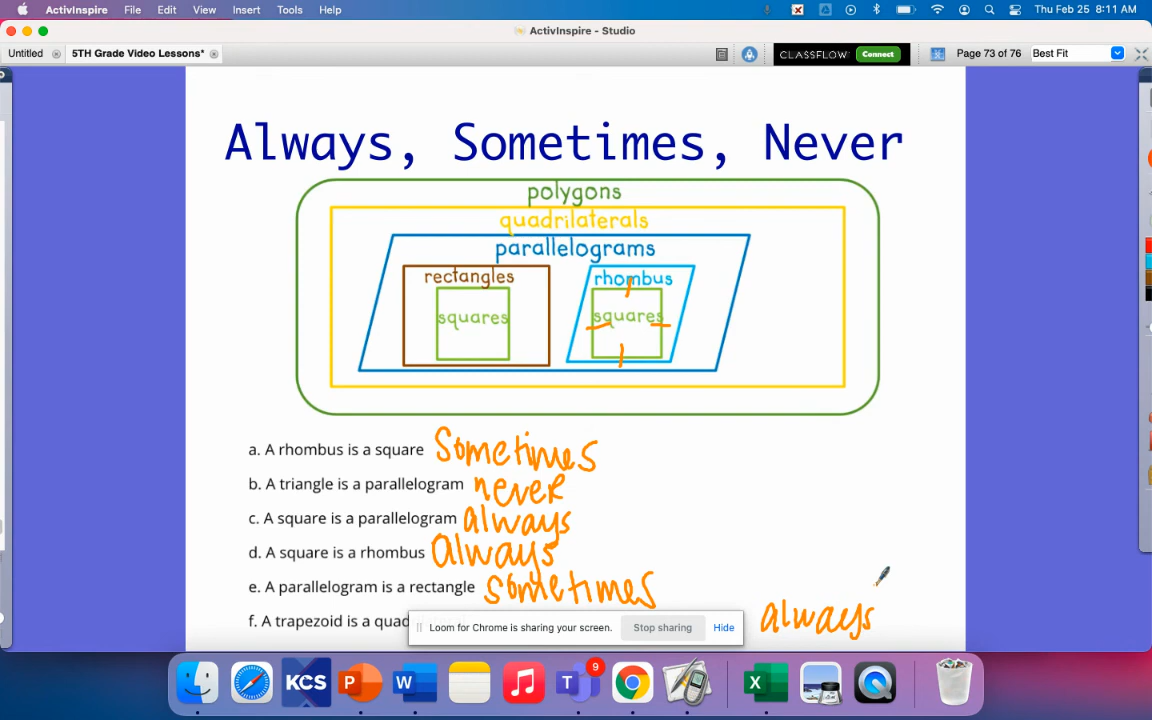 ActivInspire File Edit View Insert Tools Help Thu Feb 25 8:11 AM
ActivInspire - Studio
Untitled 5TH Grade Video Lessons* CLASSFLOW Connect Page 73 of 76 Best Fit
Always, Sometimes, Never
polygons
quadrilaterals
parallelograms
rectangles rhombus
squares squares
a. A rhombus is a square Sometimes
b. A triangle is a parallelogram never
c. A square is a parallelogram always
d. A square is a rhombus Always
e. A parallelogram is a rectangle sometimes
f. A trapezoid is a quad always
Loom for Chrome is sharing your screen. Stop sharing Hide
KCS P W T 9 X